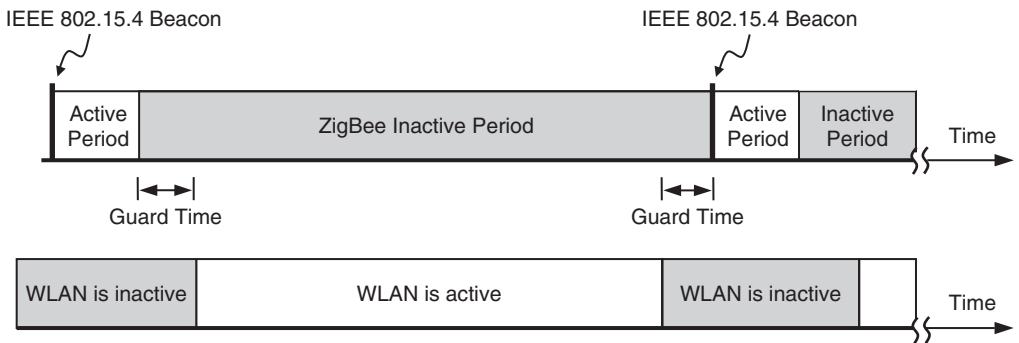 IEEE 802.15.4 Beacon
IEEE 802.15.4 Beacon
Active
Period
ZigBee Inactive Period
Active
Period
Inactive
Period
Time
Guard Time
Guard Time
WLAN is inactive
WLAN is active
WLAN is inactive
Time